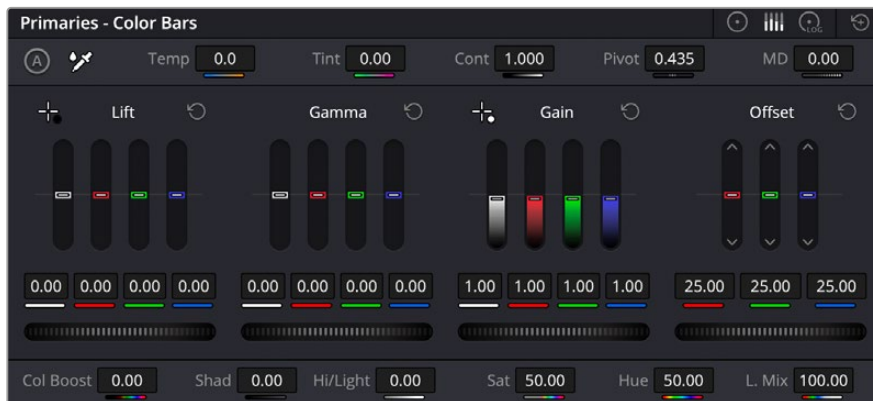 Primaries - Color Bars
LOG
A Temp 0.0 Tint 0.00 Cont 1.000 Pivot 0.435 MD 0.00
Lift Gamma Gain Offset
0.00 0.00 0.00 0.00 0.00 0.00 0.00 0.00 1.00 1.00 1.00 1.00 25.00 25.00 25.00
Col Boost 0.00 Shad 0.00 Hi/Light 0.00 Sat 50.00 Hue 50.00 L. Mix 100.00